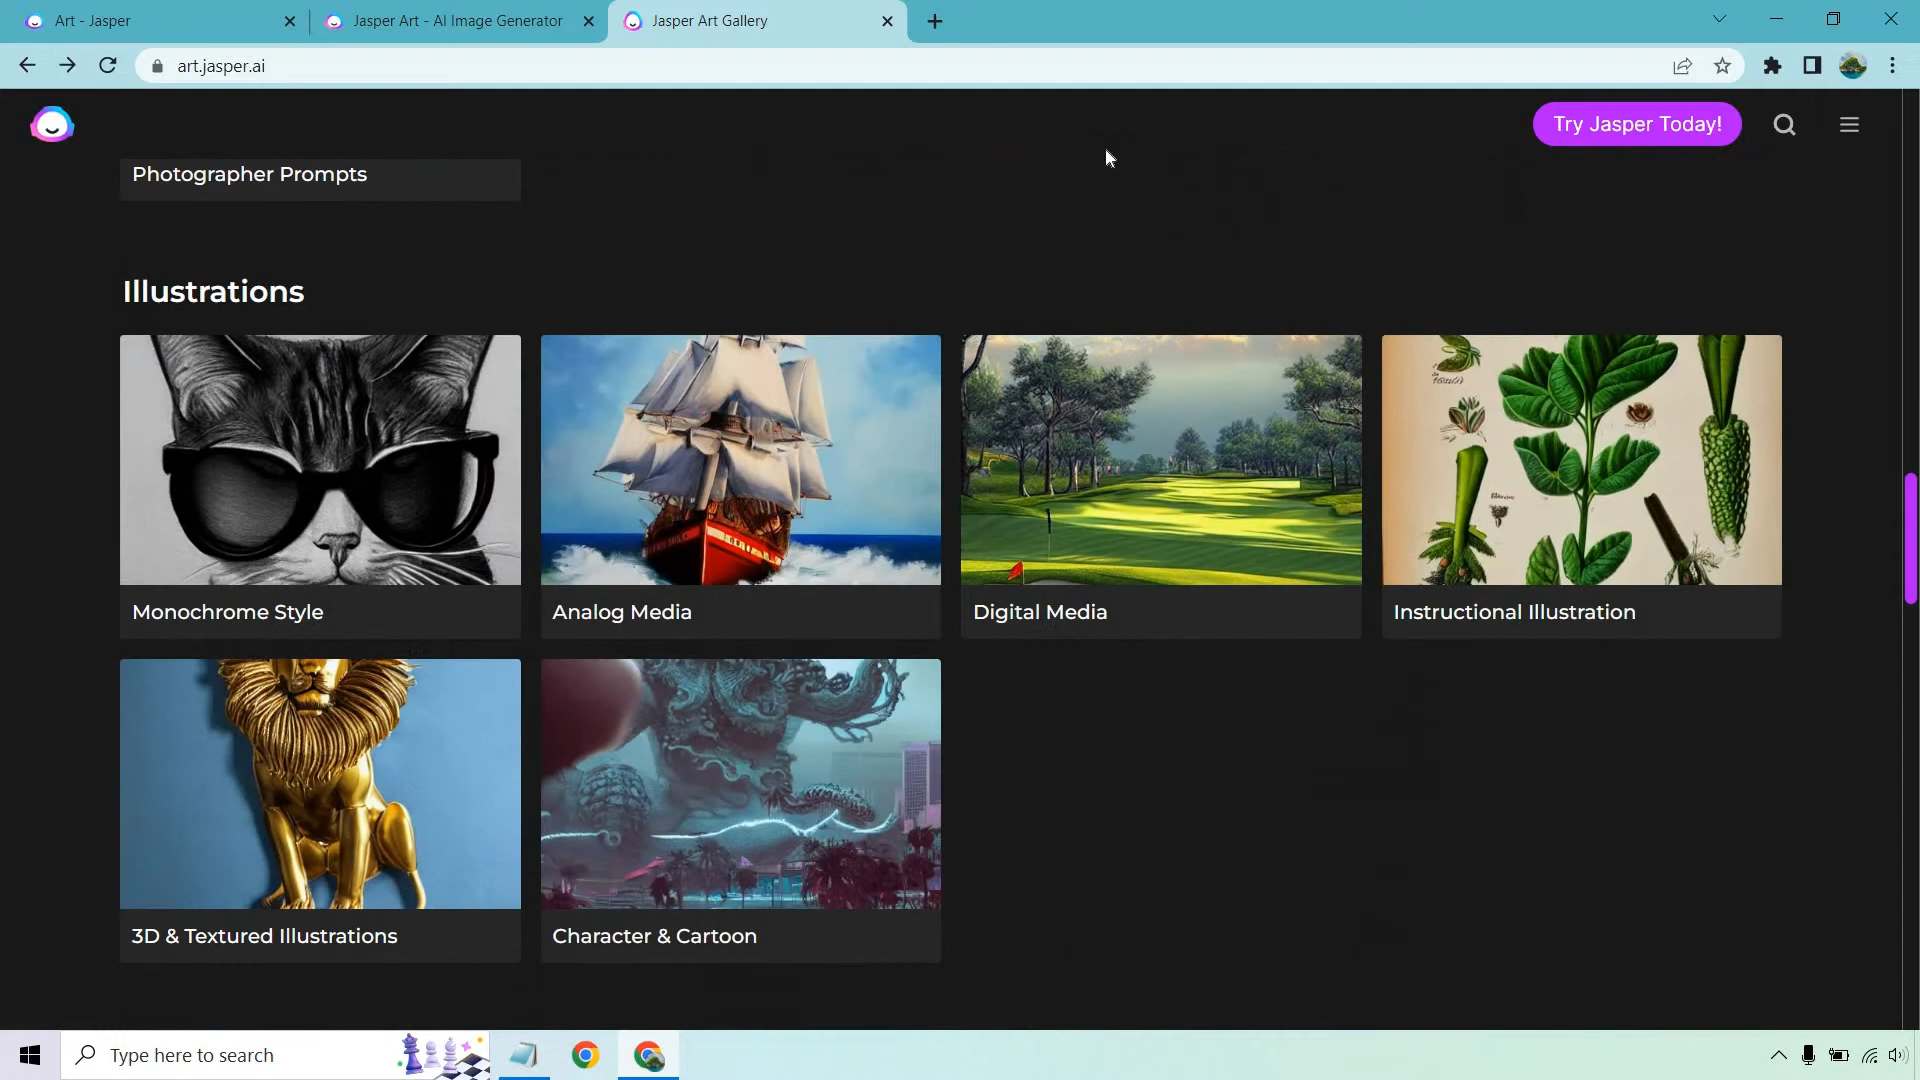 Art - Jasper
Jasper Art - AI Image Generator
Jasper Art Gallery
art.jasper.ai
Try Jasper Today!
Photographer Prompts
Illustrations
Monochrome Style
Analog Media
Digital Media
Instructional Illustration
3D & Textured Illustrations
Character & Cartoon
Type here to search